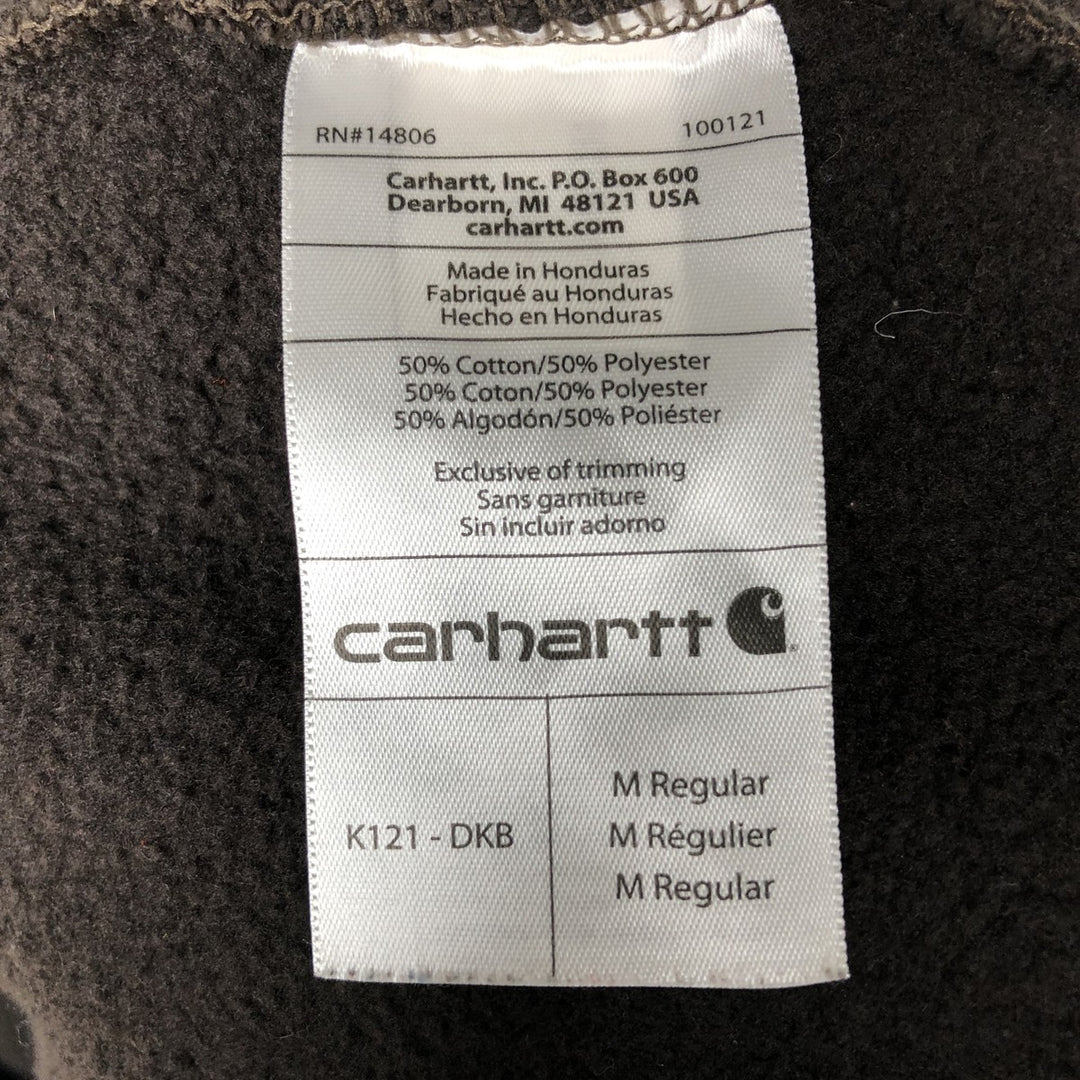 RN#14806 100121
Carhartt, Inc. P.O. Box 600
Dearborn, MI 48121 USA
carhartt.com
Made in Honduras
Fabriqué au Honduras
Hecho en Honduras
50% Cotton/50% Polyester
50% Coton/50% Polyester
50% Algodón/50% Poliéster
Exclusive of trimming
Sans garniture
Sin incluir adorno
carhartt
K121 - DKB
M Regular
M Régulier
M Regular